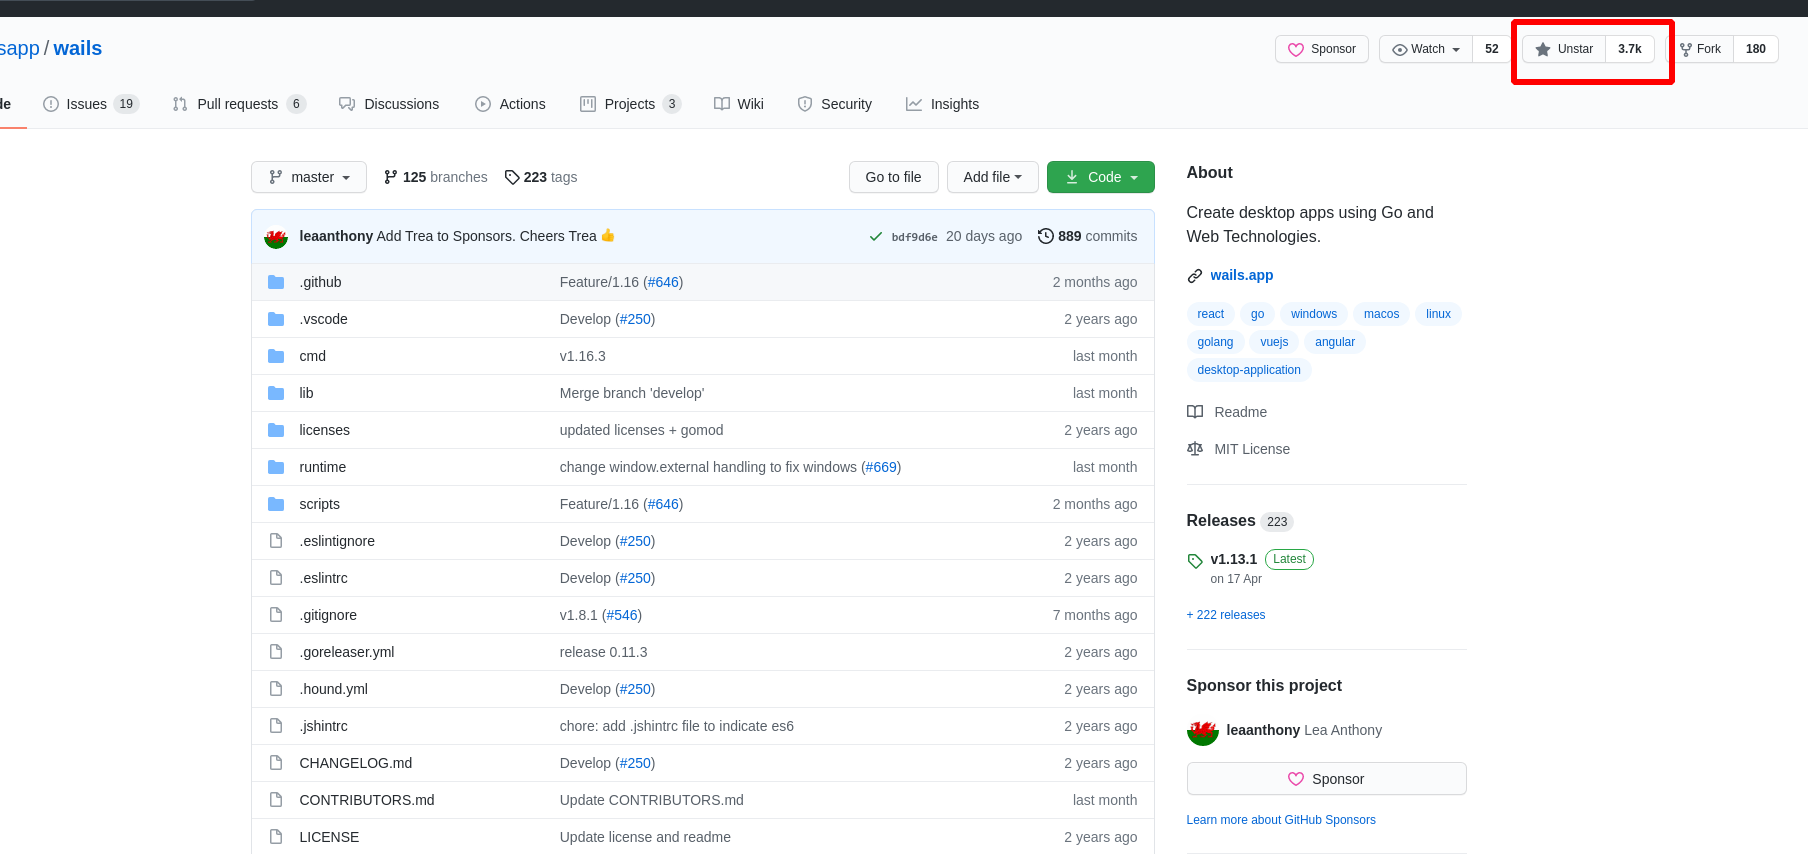 sapp / wails
Sponsor Watch 52 Unstar 3.7k Fork 180
de Issues 19 Pull requests 6 Discussions Actions Projects 3 Wiki Security Insights
master 125 branches 223 tags Go to file Add file Code
leaanthony Add Trea to Sponsors. Cheers Trea 👍 bdf9d6e 20 days ago 889 commits
.github Feature/1.16 (#646) 2 months ago
.vscode Develop (#250) 2 years ago
cmd v1.16.3 last month
lib Merge branch 'develop' last month
licenses updated licenses + gomod 2 years ago
runtime change window.external handling to fix windows (#669) last month
scripts Feature/1.16 (#646) 2 months ago
.eslintignore Develop (#250) 2 years ago
.eslintrc Develop (#250) 2 years ago
.gitignore v1.8.1 (#546) 7 months ago
.goreleaser.yml release 0.11.3 2 years ago
.hound.yml Develop (#250) 2 years ago
.jshintrc chore: add .jshintrc file to indicate es6 2 years ago
CHANGELOG.md Develop (#250) 2 years ago
CONTRIBUTORS.md Update CONTRIBUTORS.md last month
LICENSE Update license and readme 2 years ago
About
Create desktop apps using Go and
Web Technologies.
wails.app
react go windows macos linux
golang vuejs angular
desktop-application
Readme
MIT License
Releases 223
v1.13.1 Latest
on 17 Apr
+ 222 releases
Sponsor this project
leaanthony Lea Anthony
Sponsor
Learn more about GitHub Sponsors